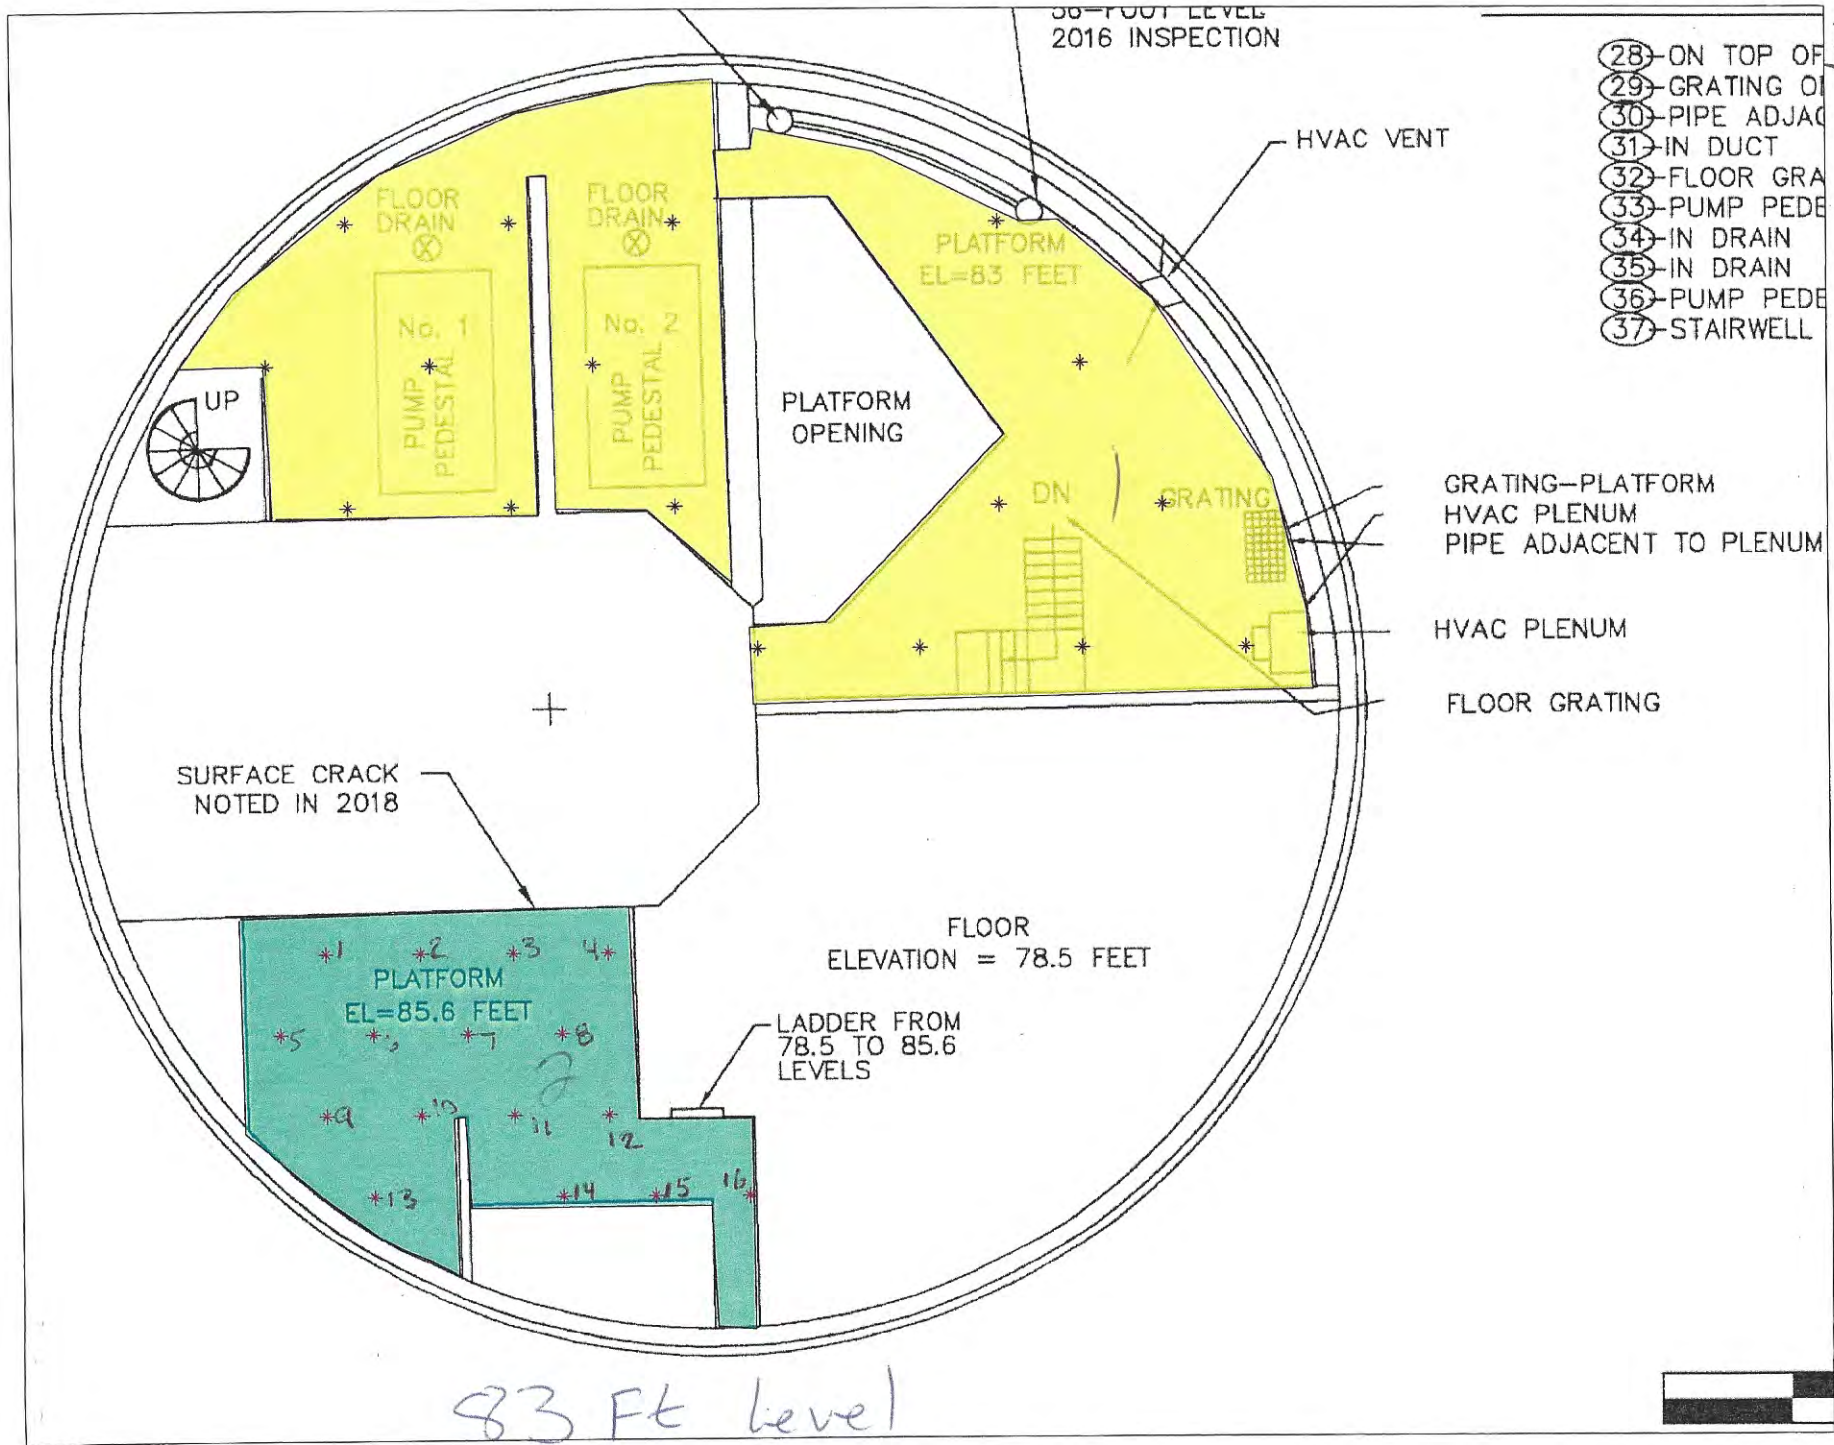 36-FOOT LEVEL
2016 INSPECTION
28-ON TOP OF
29-GRATING
30-PIPE
31-IN DUCT
32-FLOOR
33-PUMP
34-IN DRAIN
35-IN DRAIN
36-PUMP
37-STAIRWELL
HVAC VENT
FLOOR
DRAIN
FLOOR
DRAIN
PLATFORM
EL=83 FEET
No. 1
PUMP
PEDESTAL
No. 2
PUMP
PEDESTAL
UP
PLATFORM
OPENING
DN
GRATING
GRATING-PLATFORM
HVAC PLENUM
PIPE ADJACENT TO PLENUM
HVAC PLENUM
FLOOR GRATING
SURFACE CRACK
NOTED IN 2018
FLOOR
ELEVATION = 78.5 FEET
1 2 3 4
PLATFORM
EL=85.6 FEET
5 6 7 8
2
LADDER FROM
78.5 TO 85.6
LEVELS
9 10 11 12
13 14 15 16
83 Ft Level